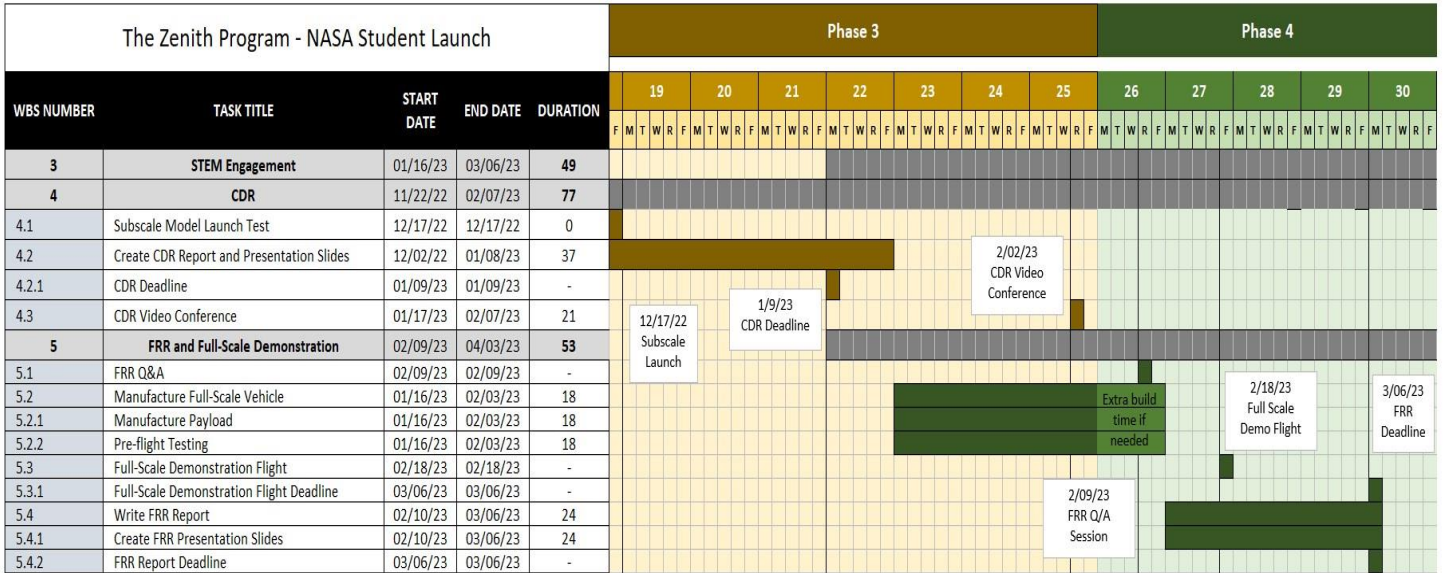 The Zenith Program - NASA Student Launch
Phase 3
Phase 4
WBS NUMBER TASK TITLE START DATE END DATE DURATION
19 20 21 22 23 24 25 26 27 28 29 30
F M T W R F M T W R F M T W R F M T W R F M T W R F M T W R F M T W R F M T W R F M T W R F M T W R F M T W R F M T W R F
3 STEM Engagement 01/16/23 03/06/23 49
4 CDR 11/22/22 02/07/23 77
4.1 Subscale Model Launch Test 12/17/22 12/17/22 0
4.2 Create CDR Report and Presentation Slides 12/02/22 01/08/23 37
4.2.1 CDR Deadline 01/09/23 01/09/23 -
4.3 CDR Video Conference 01/17/23 02/07/23 21
5 FRR and Full-Scale Demonstration 02/09/23 04/03/23 53
5.1 FRR Q&A 02/09/23 02/09/23 -
5.2 Manufacture Full-Scale Vehicle 01/16/23 02/03/23 18
5.2.1 Manufacture Payload 01/16/23 02/03/23 18
5.2.2 Pre-flight Testing 01/16/23 02/03/23 18
5.3 Full-Scale Demonstration Flight 02/18/23 02/18/23 -
5.3.1 Full-Scale Demonstration Flight Deadline 03/06/23 03/06/23 -
5.4 Write FRR Report 02/10/23 03/06/23 24
5.4.1 Create FRR Presentation Slides 02/10/23 03/06/23 24
5.4.2 FRR Report Deadline 03/06/23 03/06/23 -
12/17/22
Subscale
Launch
1/9/23
CDR Deadline
2/02/23
CDR Video
Conference
Extra build
time if
needed
2/09/23
FRR Q/A
Session
2/18/23
Full Scale
Demo Flight
3/06/23
FRR
Deadline